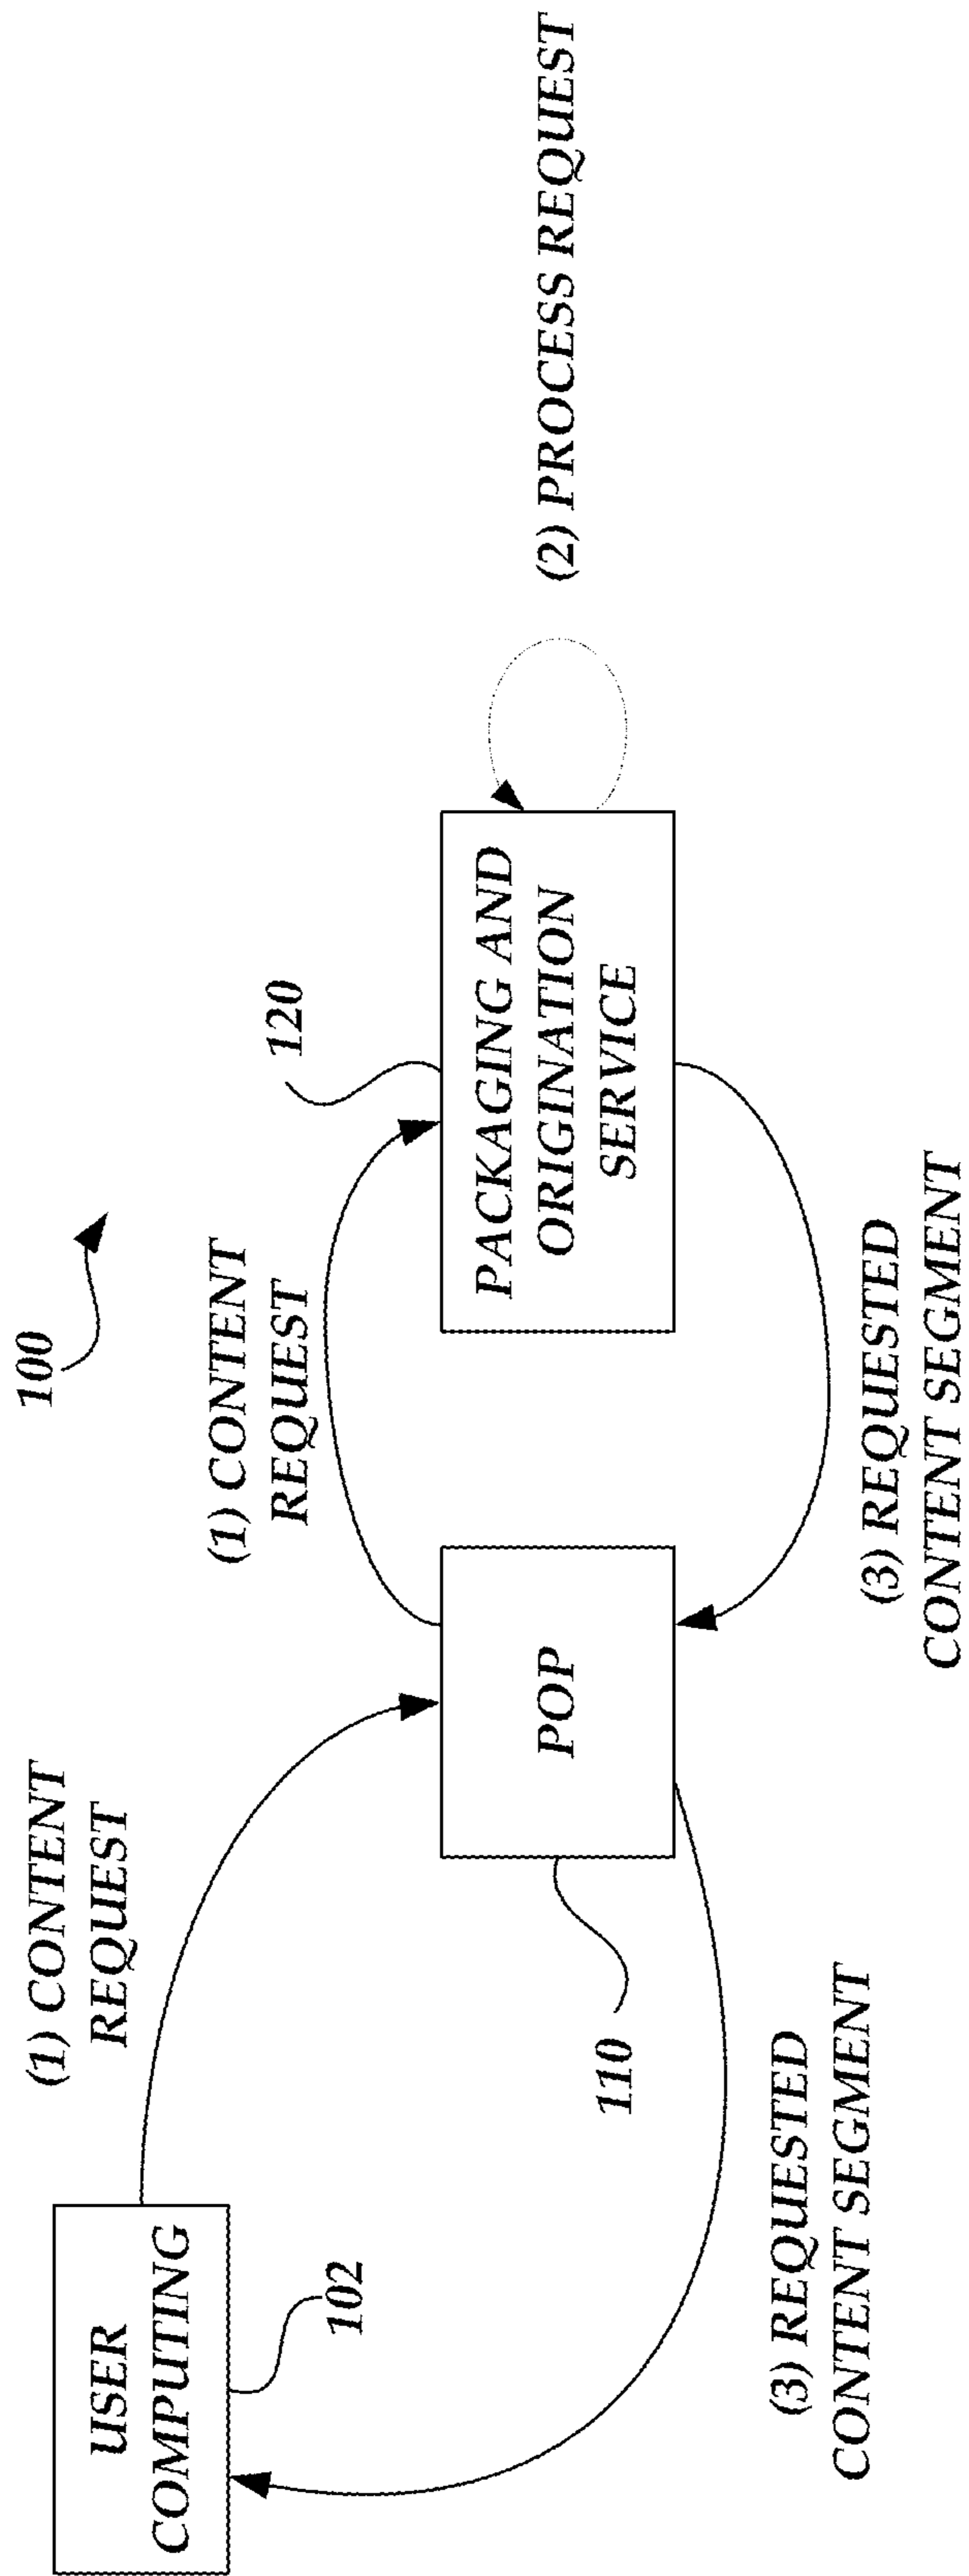 100
(1) CONTENT
REQUEST
(1) CONTENT
REQUEST
120
USER
COMPUTING
102
POP
110
PACKAGING AND
ORIGINATION
SERVICE
(2) PROCESS REQUEST
(3) REQUESTED
CONTENT SEGMENT
(3) REQUESTED
CONTENT SEGMENT